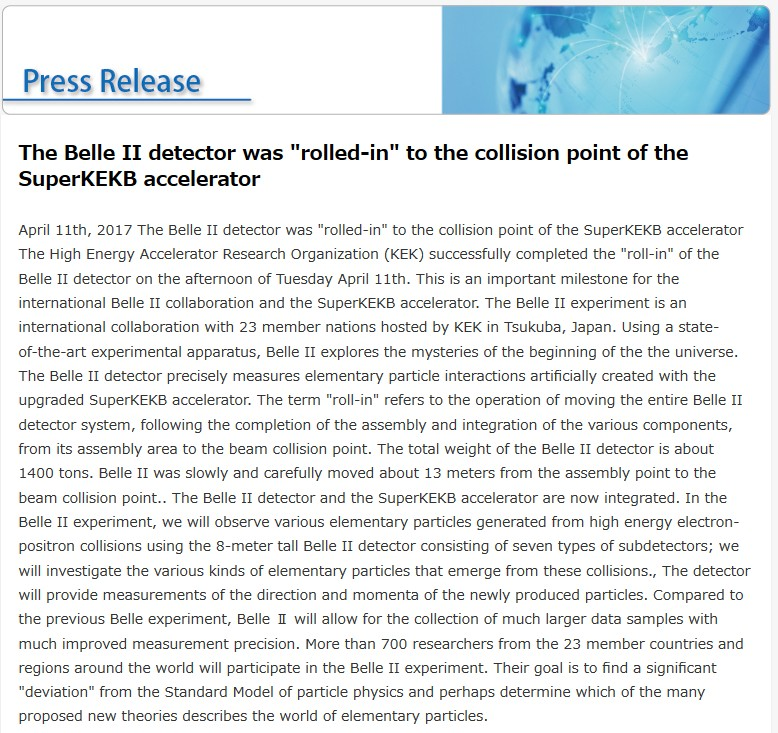 Press Release
The Belle II detector was "rolled-in" to the collision point of the
SuperKEKB accelerator
April 11th, 2017 The Belle II detector was "rolled-in" to the collision point of the SuperKEKB accelerator
The High Energy Accelerator Research Organization (KEK) successfully completed the "roll-in" of the
Belle II detector on the afternoon of Tuesday April 11th. This is an important milestone for the
international Belle II collaboration and the SuperKEKB accelerator. The Belle II experiment is an
international collaboration with 23 member nations hosted by KEK in Tsukuba, Japan. Using a state-
of-the-art experimental apparatus, Belle II explores the mysteries of the beginning of the the universe.
The Belle II detector precisely measures elementary particle interactions artificially created with the
upgraded SuperKEKB accelerator. The term "roll-in" refers to the operation of moving the entire Belle II
detector system, following the completion of the assembly and integration of the various components,
from its assembly area to the beam collision point. The total weight of the Belle II detector is about
1400 tons. Belle II was slowly and carefully moved about 13 meters from the assembly point to the
beam collision point.. The Belle II detector and the SuperKEKB accelerator are now integrated. In the
Belle II experiment, we will observe various elementary particles generated from high energy electron-
positron collisions using the 8-meter tall Belle II detector consisting of seven types of subdetectors; we
will investigate the various kinds of elementary particles that emerge from these collisions., The detector
will provide measurements of the direction and momenta of the newly produced particles. Compared to
the previous Belle experiment, Belle Ⅱ will allow for the collection of much larger data samples with
much improved measurement precision. More than 700 researchers from the 23 member countries and
regions around the world will participate in the Belle II experiment. Their goal is to find a significant
"deviation" from the Standard Model of particle physics and perhaps determine which of the many
proposed new theories describes the world of elementary particles.